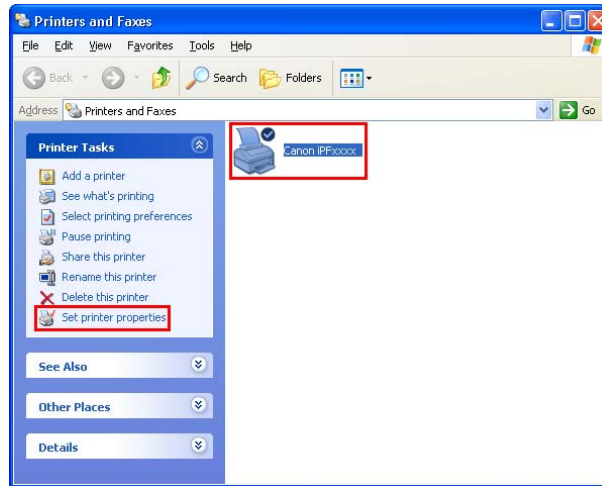 Printers and Faxes
File Edit View Favorites Tools Help
Back Search Folders
Address Printers and Faxes Go
Printer Tasks
Canon iPFxxxx
Add a printer
See what's printing
Select printing preferences
Pause printing
Share this printer
Rename this printer
Delete this printer
Set printer properties
See Also
Other Places
Details